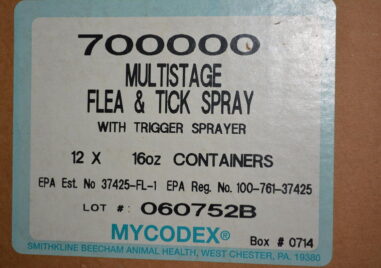 700000
MULTISTAGE
FLEA & TICK SPRAY
WITH TRIGGER SPRAYER
12 X 16oz CONTAINERS
EPA Est. No 37425-FL-1 EPA Reg. No. 100-761-37425
LOT #: 060752B
MYCODEX®
Box # 0714
SMITHKLINE BEECHAM ANIMAL HEALTH, WEST CHESTER, PA. 19380